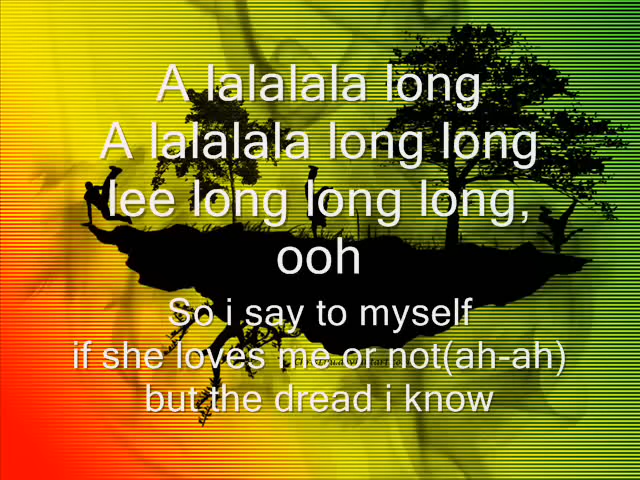 A lalalala long
A lalalala long long
lee long long long,
ooh
So i say to myself
if she loves me or not(ah-ah)
but the dread i know